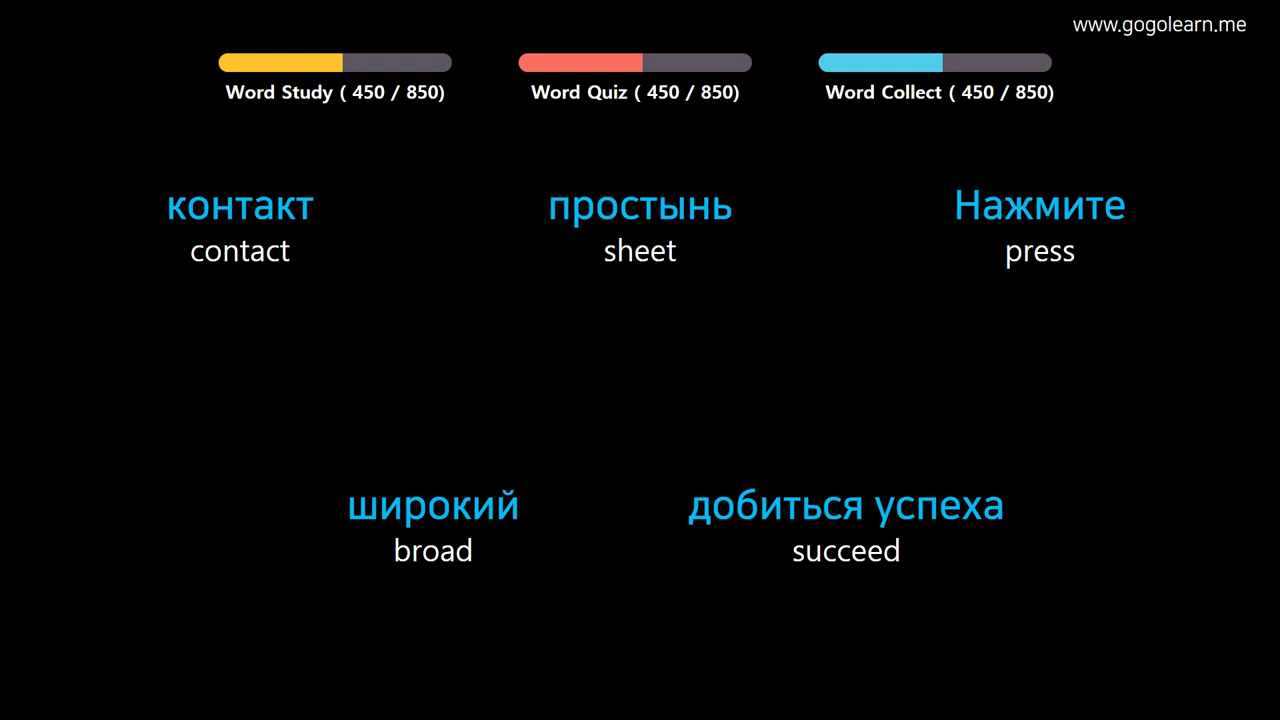 www.gogolearn.me
Word Study ( 450 / 850)
Word Quiz ( 450 / 850)
Word Collect ( 450 / 850)
контакт
contact
простынь
sheet
Нажмите
press
широкий
broad
добиться успеха
succeed